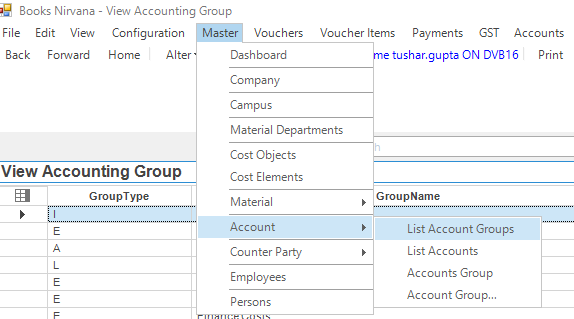 Books Nirvana - View Accounting Group
File Edit View Configuration Master Vouchers Voucher Items Payments GST Accounts
Back Forward Home Alter me tushar.gupta ON DVB16 Print
Dashboard
Company
Campus
Material Departments
Cost Objects
Cost Elements
Material
Account
Counter Party
Employees
Persons
List Account Groups
List Accounts
Accounts Group
Account Group...
View Accounting Group
GroupType GroupName
I
E
A
L
E
E
E